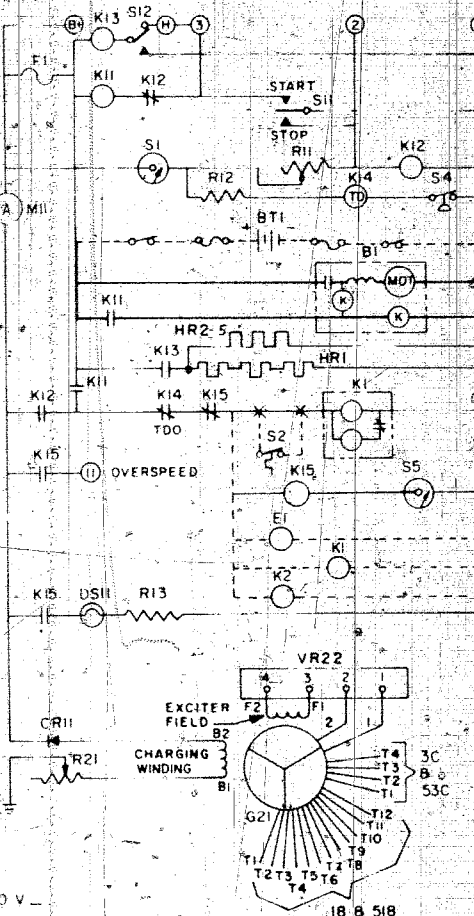 B+ K13 S12 H 3 2
F1
K11 K12
START
S11
STOP
S1 R11 K12
R12 K14 S14
TD
A M11
BT1
B1
MOT
K
K11 K
HR2-5
K13 HR1
K11
K12 K14 K15 K1
TDO
S2
K15 11 OVERSPEED
K15 S5
E1
K1
K2
K15 DS11 R13
VR22
4 3 2 1
EXCITER FIELD F2 F1 2 1
CR11 B2
CHARGING WINDING
R21 B1
G21
T4 3C
T3 &
T2 53C
T1
T12
T11
T10
T9
T8
T1 T2 T3 T4 T5 T6 T7
0 V
18 & 518